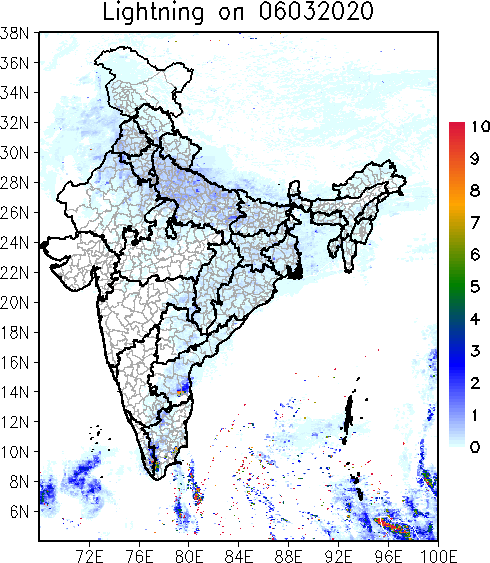 Lightning on 06032020
38N
36N
34N
32N
30N
28N
26N
24N
22N
20N
18N
16N
14N
12N
10N
8N
6N
72E 76E 80E 84E 88E 92E 96E 100E
10
9
8
7
6
5
4
3
2
1
0